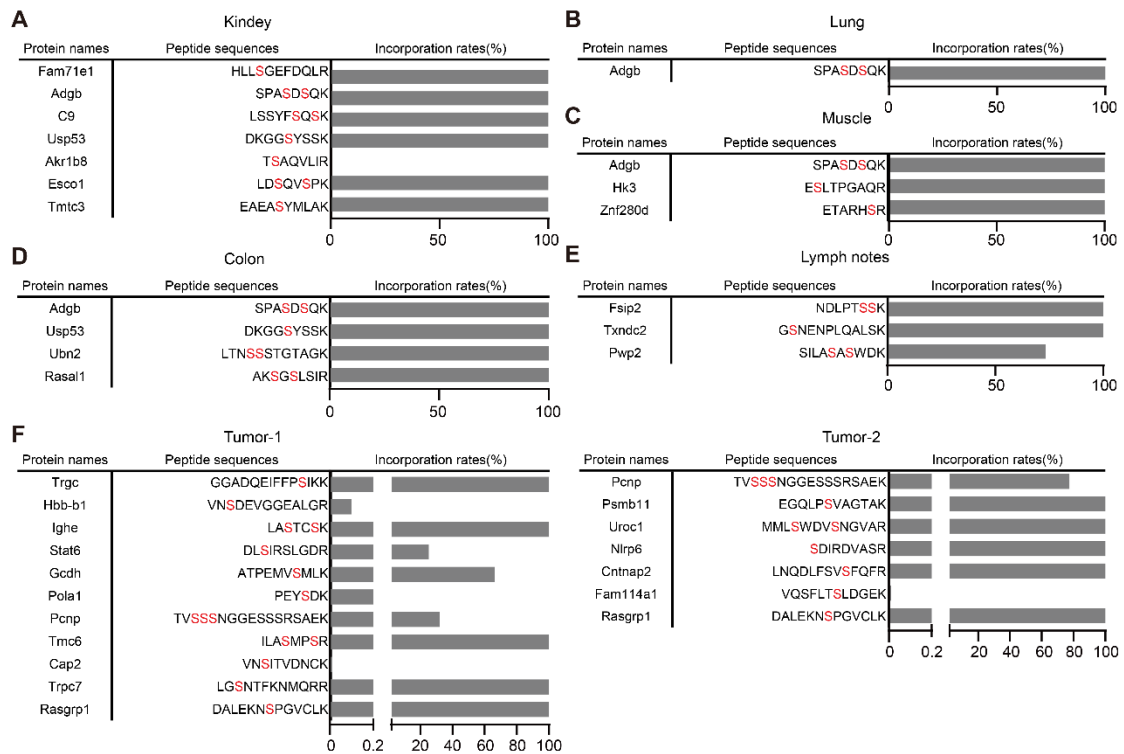 A
Kindey
Protein names Peptide sequences Incorporation rates(%)
Fam71e1 HLLSGEFDQLR
Adgb SPASDSQK
C9 LSSYFSQSK
Usp53 DKGGSYSSK
Akr1b8 TSAQVLIR
Esco1 LDSQVSPK
Tmtc3 EAEASYMLAK
0 50 100
B
Lung
Protein names Peptide sequences Incorporation rates(%)
Adgb SPASDSQK
0 50 100
C
Muscle
Protein names Peptide sequences Incorporation rates(%)
Adgb SPASDSQK
Hk3 ESLTPGAQR
Znf280d ETARHSR
0 50 100
D
Colon
Protein names Peptide sequences Incorporation rates(%)
Adgb SPASDSQK
Usp53 DKGGSYSSK
Ubn2 LTNSSSTGTAGK
Rasal1 AKSGSLSIR
0 50 100
E
Lymph notes
Protein names Peptide sequences Incorporation rates(%)
Fsip2 NDLPTSSK
Txndc2 GSNENPLQALSK
Pwp2 SILASASWDK
0 50 100
F
Tumor-1
Protein names Peptide sequences Incorporation rates(%)
Trgc GGADQEIFFPSIKK
Hbb-b1 VNSDEVGGEALGR
Ighe LASTCSK
Stat6 DLSIRSLGDR
Gcdh ATPEMVSMLK
Pola1 PEYSDK
Pcnp TVSSSNGGESSSRSAEK
Tmc6 ILASMPSR
Cap2 VNSITVDNCK
Trpc7 LGSNTFKNMQRR
Rasgrp1 DALEKNSPGVCLK
0 0.2 20 40 60 80 100
Tumor-2
Protein names Peptide sequences Incorporation rates(%)
Pcnp TVSSSNGGESSSRSAEK
Psmb11 EGQLPSVAGTAK
Uroc1 MMLSWDVSNGVAR
Nlrp6 SDIRDVASR
Cntnap2 LNQDLFSVSFQFR
Fam114a1 VQSFLTSLDGEK
Rasgrp1 DALEKNSPGVCLK
0 0.2 20 40 60 80 100